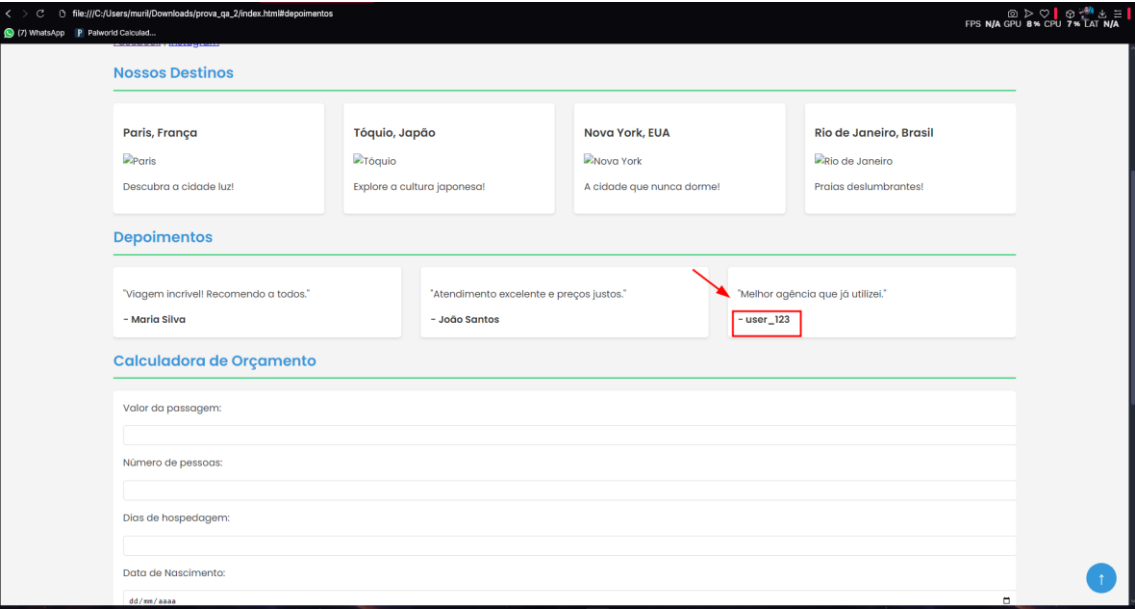 file:///C:/Users/muril/Downloads/prova_qa_2/index.html#depoimentos
FPS N/A GPU 8% CPU 7% LAT N/A
(7) WhatsApp
Palworld Calculad...
Nossos Destinos
Paris, França
Tóquio, Japão
Nova York, EUA
Rio de Janeiro, Brasil
Paris
Tóquio
Nova York
Rio de Janeiro
Descubra a cidade luz!
Explore a cultura japonesa!
A cidade que nunca dorme!
Praias deslumbrantes!
Depoimentos
"Viagem incrível! Recomendo a todos."
"Atendimento excelente e preços justos."
"Melhor agência que já utilizei."
- Maria Silva
- João Santos
- user_123
Calculadora de Orçamento
Valor da passagem:
Número de pessoas:
Dias de hospedagem:
Data de Nascimento:
dd/mm/aaaa